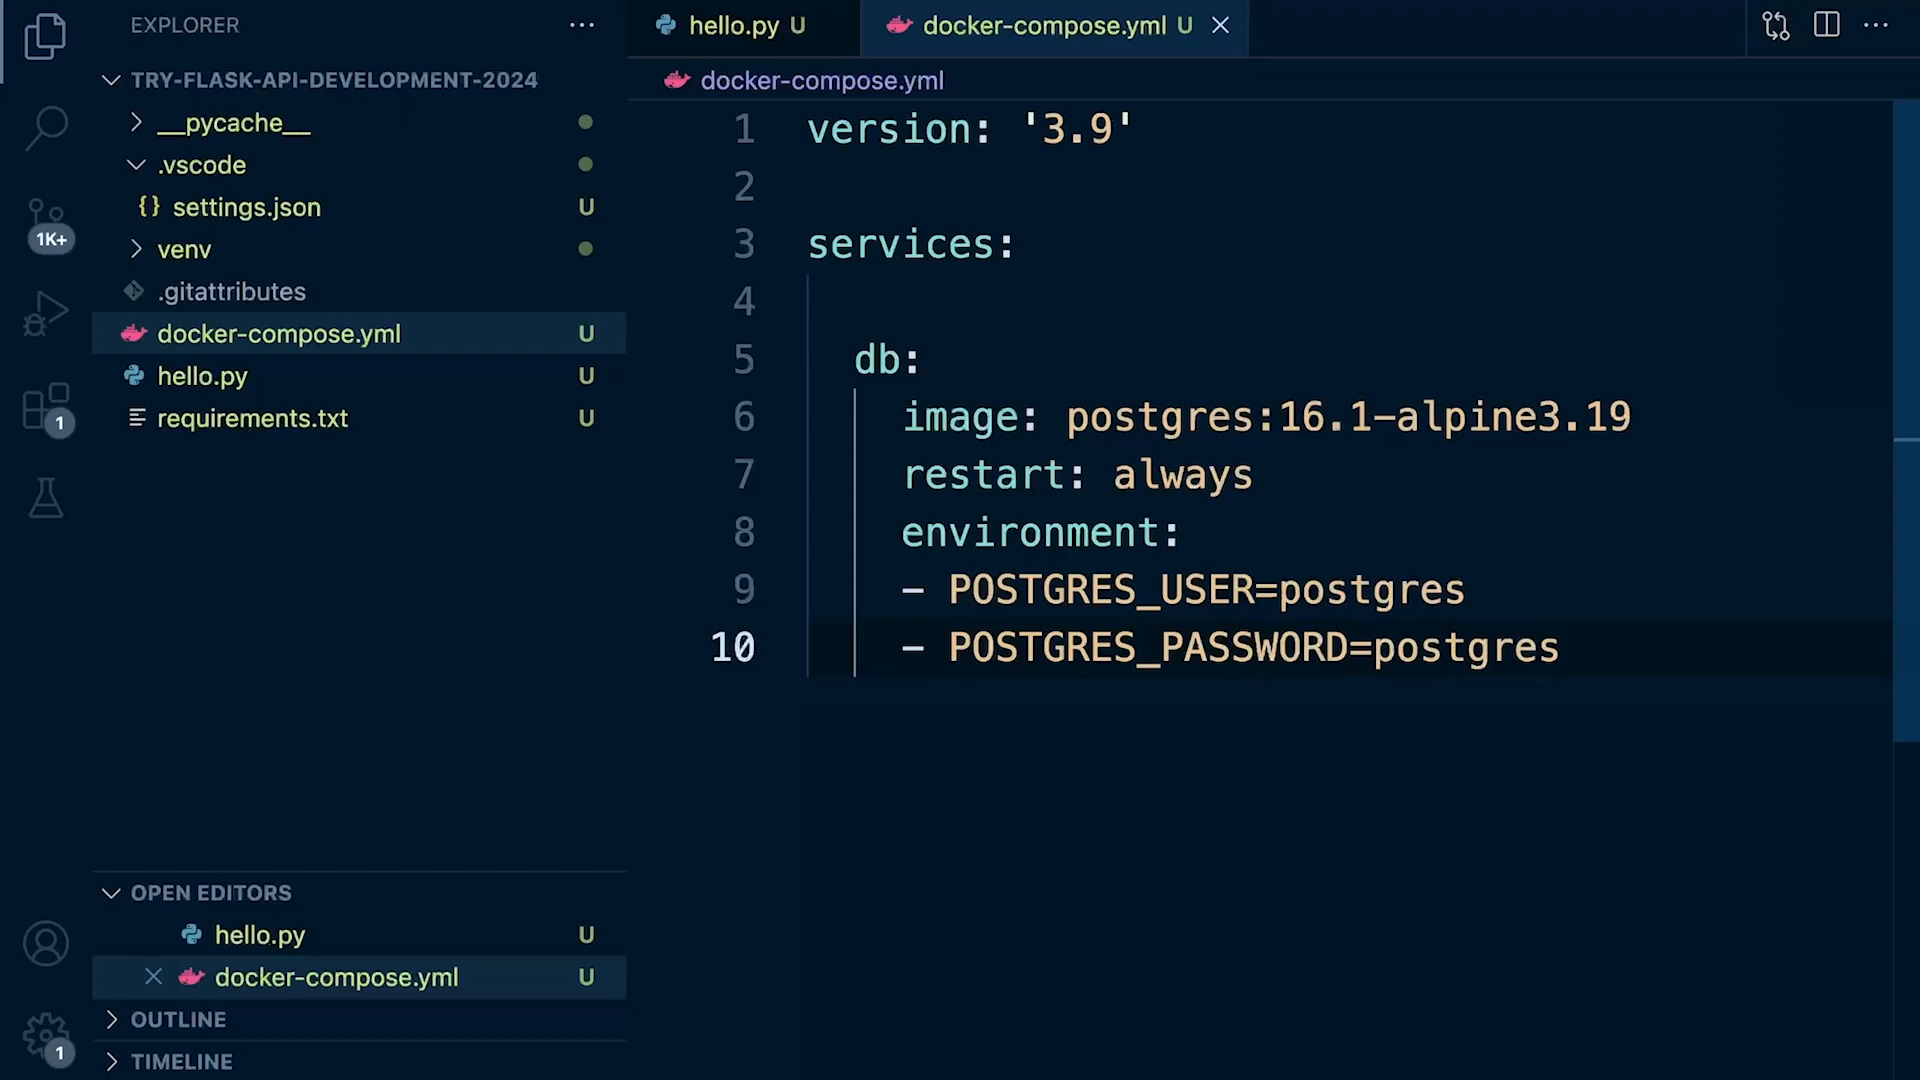 EXPLORER
TRY-FLASK-API-DEVELOPMENT-2024
__pycache__
.vscode
{} settings.json U
venv
.gitattributes
docker-compose.yml U
hello.py U
requirements.txt U
1K+
1
OPEN EDITORS
hello.py U
docker-compose.yml U
OUTLINE
TIMELINE
1
hello.py U
docker-compose.yml U
docker-compose.yml
1 version: '3.9'
2
3 services:
4
5 db:
6 image: postgres:16.1-alpine3.19
7 restart: always
8 environment:
9 - POSTGRES_USER=postgres
10 - POSTGRES_PASSWORD=postgres